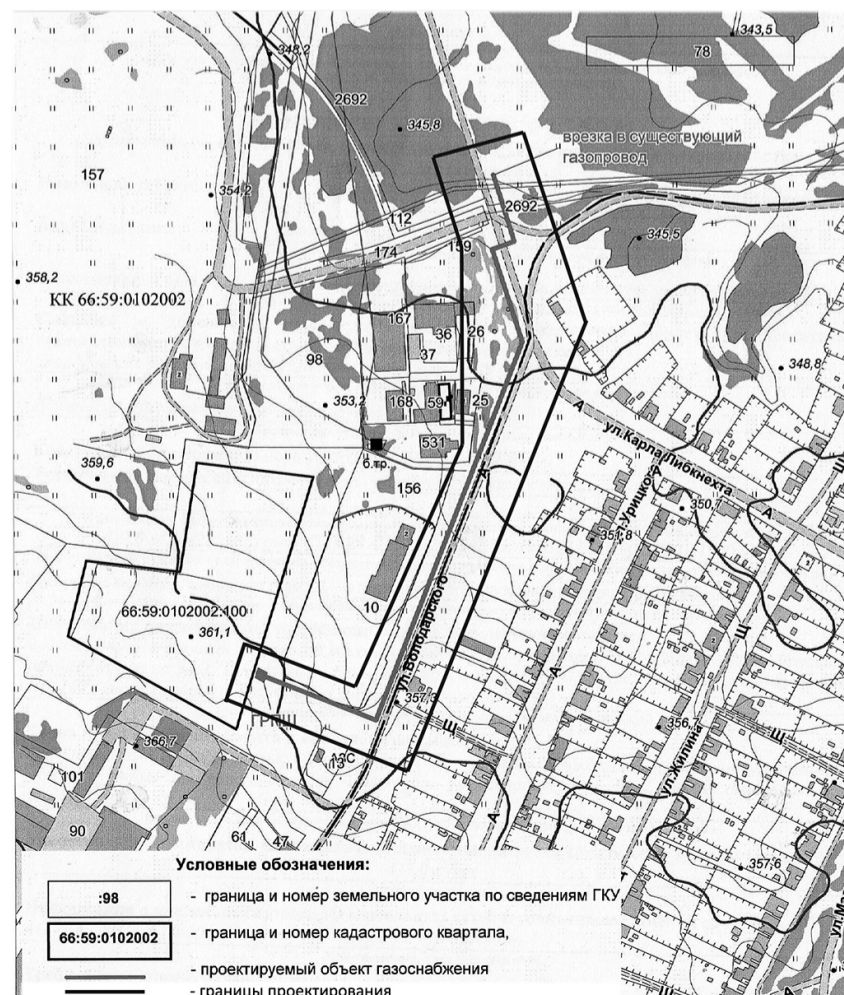 343,5
78
348,2
2692
345,8
врезка в существующий
газопровод
157
354,2
112
2692
159
174
345,5
358,2
КК 66:59:0102002
167
36
26
37
98
348,8
353,2
168
59
25
А
ул.Карла Либкнехта
531
б.тр.
А
359,6
156
ул.Урицкого
350,7
А
Щ
351,8
10
66:59:0102002:100
361,1
ул.Володарского
Щ
А
357,3
ГРПШ
Щ
356,7
Щ
366,7
ул.Жилина
101
13
90
61
47
А
357,6
Условные обозначения:
:98
- граница и номер земельного участка по сведениям ГКУ
66:59:0102002
- граница и номер кадастрового квартала,
- проектируемый объект газоснабжения
- границы проектирования